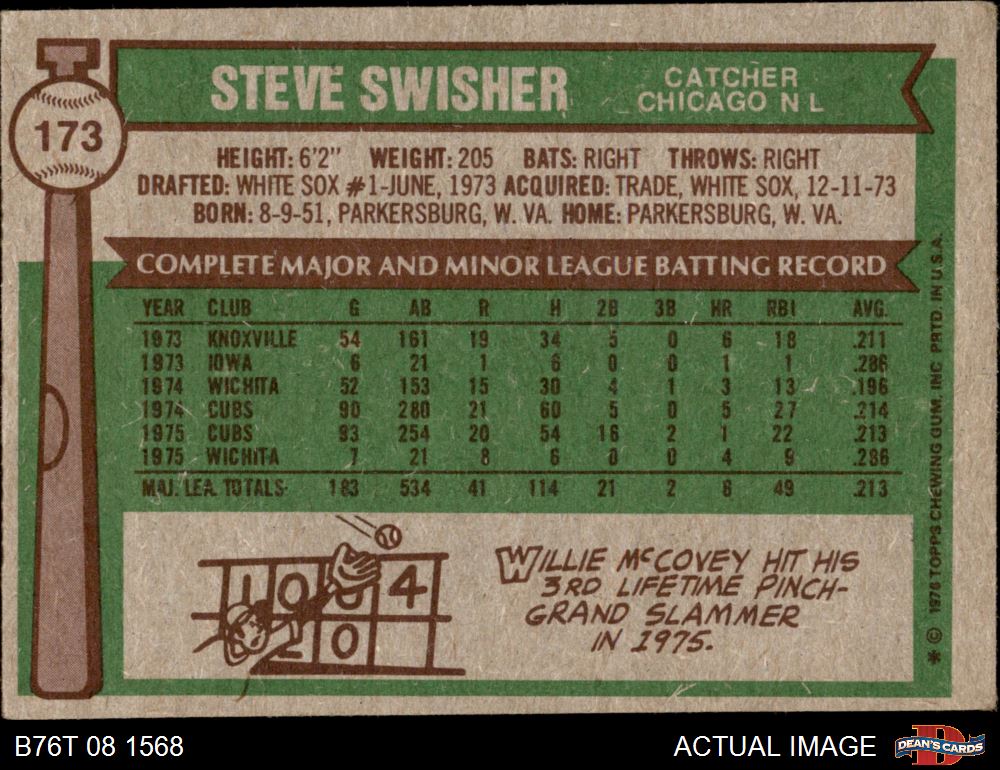 173
STEVE SWISHER
CATCHER
CHICAGO N L
HEIGHT: 6'2" WEIGHT: 205 BATS: RIGHT THROWS: RIGHT
DRAFTED: WHITE SOX #1-JUNE, 1973 ACQUIRED: TRADE, WHITE SOX, 12-11-73
BORN: 8-9-51, PARKERSBURG, W. VA. HOME: PARKERSBURG, W. VA.
COMPLETE MAJOR AND MINOR LEAGUE BATTING RECORD
YEAR CLUB G AB R H 2B 3B HR RBI AVG.
1973 KNOXVILLE 54 161 19 34 5 0 6 18 .211
1973 IOWA 6 21 1 6 0 0 1 1 .286
1974 WICHITA 52 153 15 30 4 1 3 13 .196
1974 CUBS 90 280 21 60 5 0 5 27 .214
1975 CUBS 93 254 20 54 16 2 1 22 .213
1975 WICHITA 7 21 8 6 0 0 4 9 .286
MAJ. LEA. TOTALS 183 534 41 114 21 2 6 49 .213
1 0 0 4
2 0
WILLIE McCOVEY HIT HIS
3RD LIFETIME PINCH-
GRAND SLAMMER
IN 1975.
* © 1976 TOPPS CHEWING GUM, INC PRTD. IN U.S.A.
B76T 08 1568
ACTUAL IMAGE
D
DEAN'S CARDS